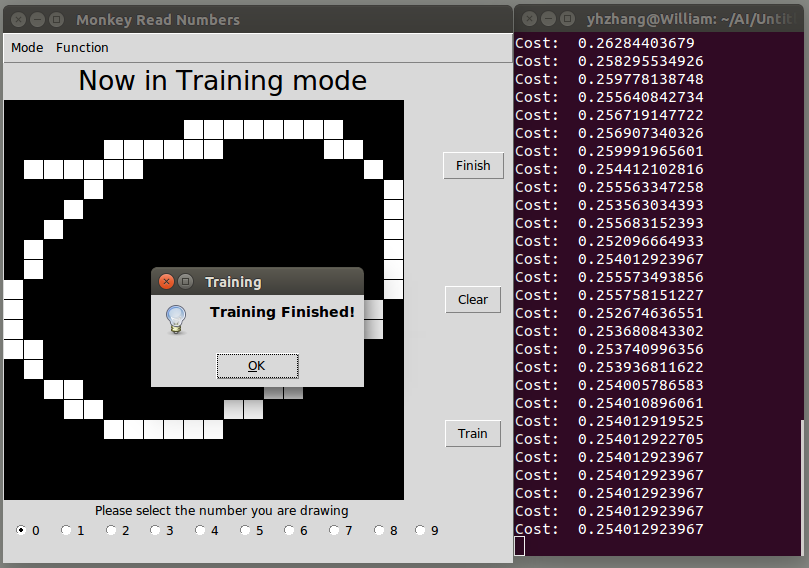 Monkey Read Numbers
Mode Function
Now in Training mode
Finish
Training
Training Finished!
OK
Clear
Train
Please select the number you are drawing
0 1 2 3 4 5 6 7 8 9
yhzhang@William: ~/AI/Untit
Cost: 0.26284403679
Cost: 0.258295534926
Cost: 0.259778138748
Cost: 0.255640842734
Cost: 0.256719147722
Cost: 0.256907340326
Cost: 0.259991965601
Cost: 0.254412102816
Cost: 0.255563347258
Cost: 0.253563034393
Cost: 0.255683152393
Cost: 0.252096664933
Cost: 0.254012923967
Cost: 0.255573493856
Cost: 0.255758151227
Cost: 0.252674636551
Cost: 0.253680843302
Cost: 0.253740996356
Cost: 0.253936811622
Cost: 0.254005786583
Cost: 0.254010896061
Cost: 0.254012919525
Cost: 0.254012922705
Cost: 0.254012923967
Cost: 0.254012923967
Cost: 0.254012923967
Cost: 0.254012923967
Cost: 0.254012923967